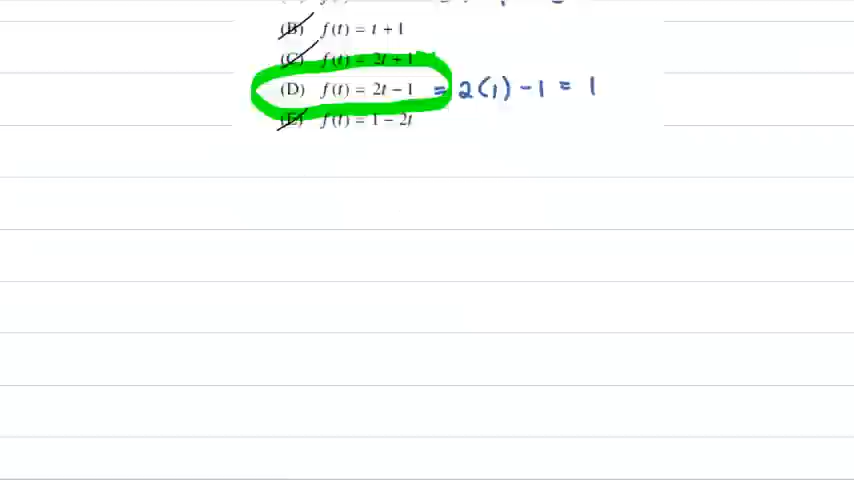 (B) f(t) = t + 1
(C) f(t) = 2t + 1
(D) f(t) = 2t − 1 = 2(1) - 1 = 1
(E) f(t) = 1 − 2t